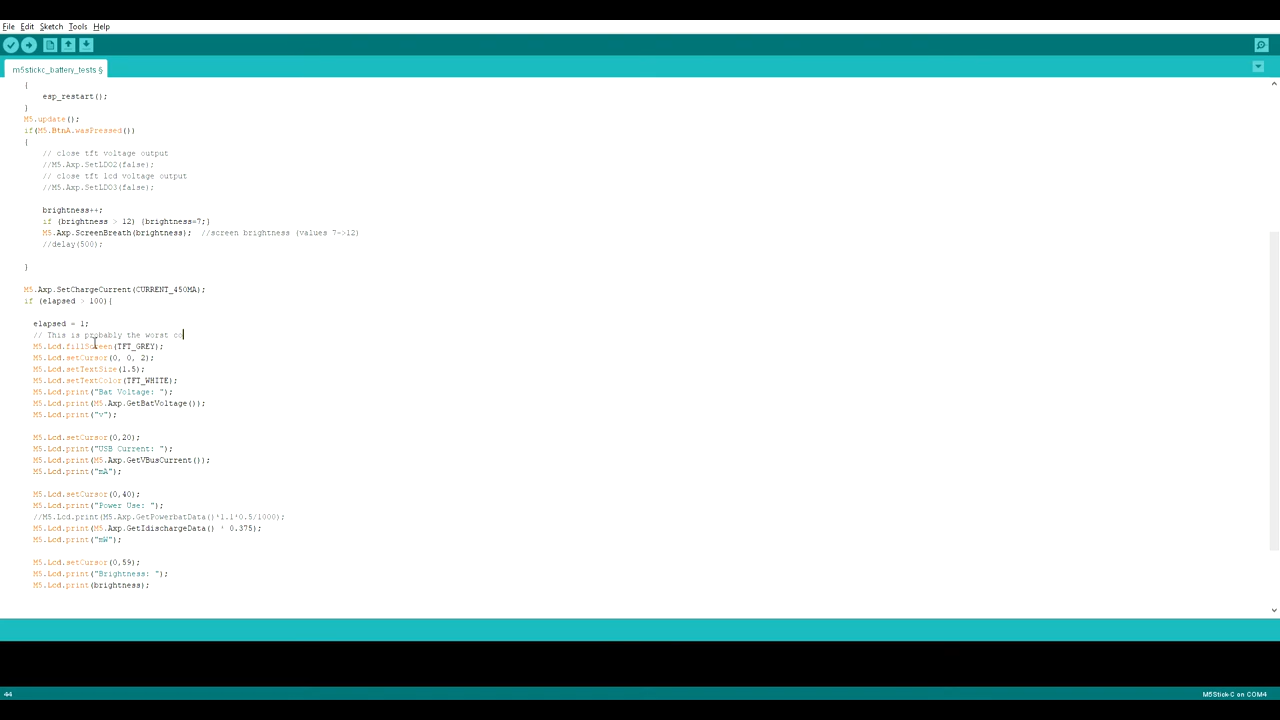 File Edit Sketch Tools Help
m5stickc_battery_tests §
{
esp_restart();
}
M5.update();
if(M5.BtnA.wasPressed())
{
// close tft voltage output
//M5.Axp.SetLDO2(false);
// close tft lcd voltage output
//M5.Axp.SetLDO3(false);
brightness++;
if (brightness > 12) {brightness=7;}
M5.Axp.ScreenBreath(brightness);  //screen brightness (values 7->12)
//delay(500);
}
M5.Axp.SetChargeCurrent(CURRENT_450MA);
if (elapsed > 100){
elapsed = 1;
// This is probably the worst co
M5.Lcd.fillScreen(TFT_GREY);
M5.Lcd.setCursor(0, 0, 2);
M5.Lcd.setTextSize(1.5);
M5.Lcd.setTextColor(TFT_WHITE);
M5.Lcd.print("Bat Voltage: ");
M5.Lcd.print(M5.Axp.GetBatVoltage());
M5.Lcd.print("v");
M5.Lcd.setCursor(0,20);
M5.Lcd.print("USB Current: ");
M5.Lcd.print(M5.Axp.GetVBusCurrent());
M5.Lcd.print("mA");
M5.Lcd.setCursor(0,40);
M5.Lcd.print("Power Use: ");
//M5.Lcd.print(M5.Axp.GetPowerbatData()*1.1*0.5/1000);
M5.Lcd.print(M5.Axp.GetIdischargeData() * 0.375);
M5.Lcd.print("mW");
M5.Lcd.setCursor(0,59);
M5.Lcd.print("Brightness: ");
M5.Lcd.print(brightness);
44
M5Stick-C on COM4